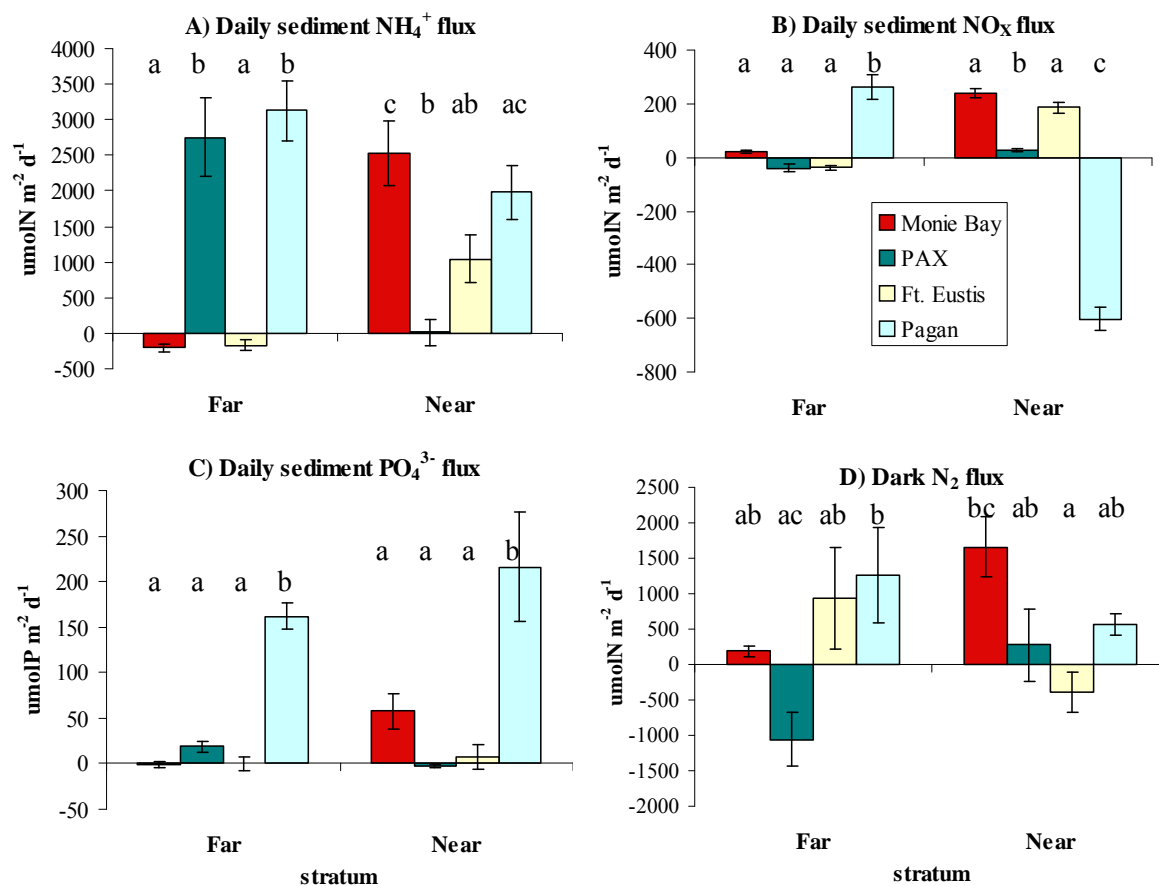 A) Daily sediment NH₄⁺ flux
a b a b c b ab ac
4000
3500
3000
2500
2000
1500
1000
500
0
-500
umolN m⁻² d⁻¹
Far Near
B) Daily sediment NOX flux
a a a b a b a c
400
200
0
-200
-400
-600
-800
umolN m⁻² d⁻¹
Monie Bay
PAX
Ft. Eustis
Pagan
Far Near
C) Daily sediment PO₄³⁻ flux
a a a b a a a b
300
250
200
150
100
50
0
-50
umolP m⁻² d⁻¹
Far Near
stratum
D) Dark N₂ flux
ab ac ab b bc ab a ab
2500
2000
1500
1000
500
0
-500
-1000
-1500
-2000
umolN m⁻² d⁻¹
Far Near
stratum